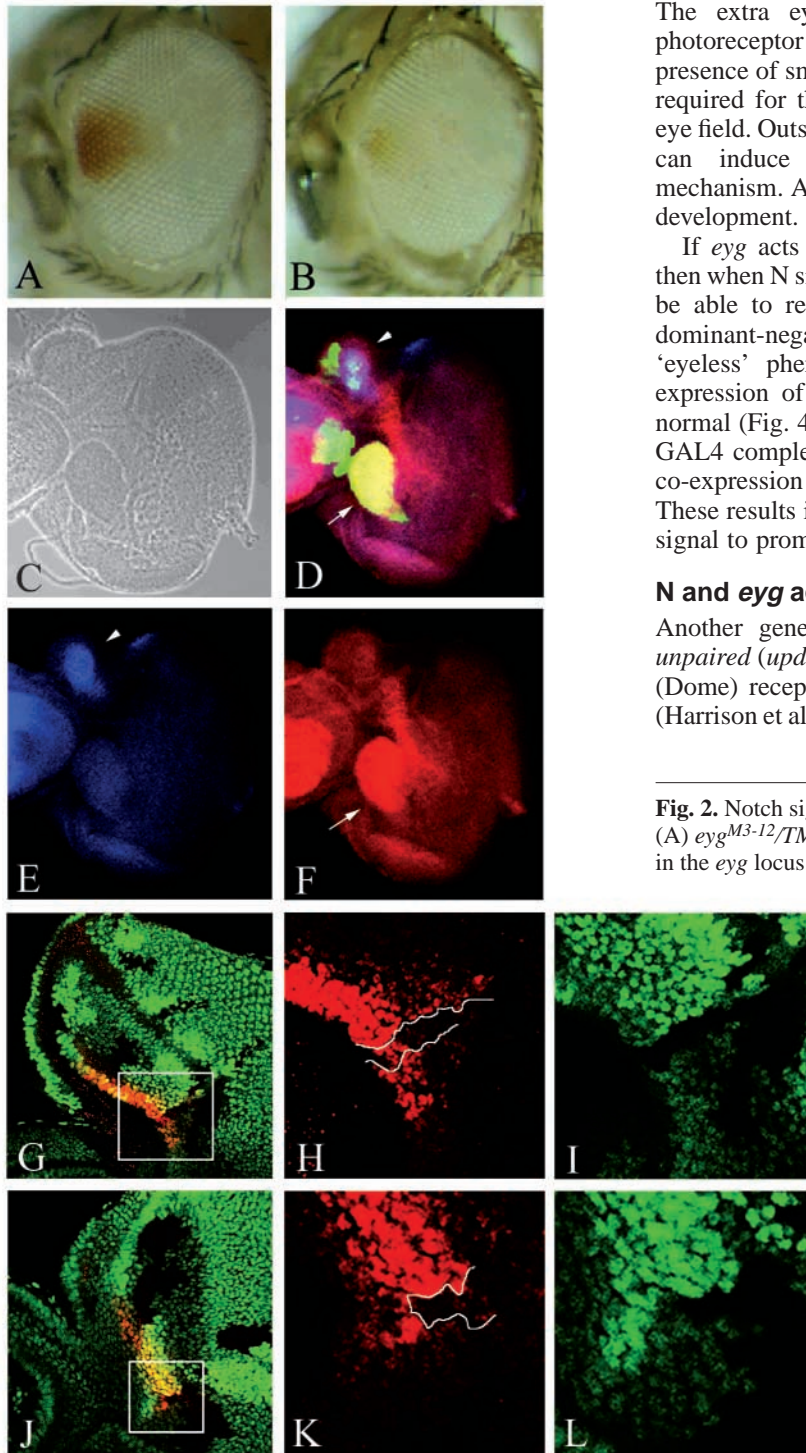 A
B
C
D
E
F
G
H
I
J
K
L
The extra ey
photoreceptor
presence of sn
required for th
eye field. Outs
can induce
mechanism. A
development.
If eyg acts
then when N si
be able to re
dominant-nega
‘eyeless’ phe
expression of
normal (Fig. 4
GAL4 comple
co-expression
These results i
signal to prom
N and eyg a
Another gene
unpaired (upd
(Dome) recep
(Harrison et al
Fig. 2. Notch sig
(A) eygM3-12/TM
in the eyg locus